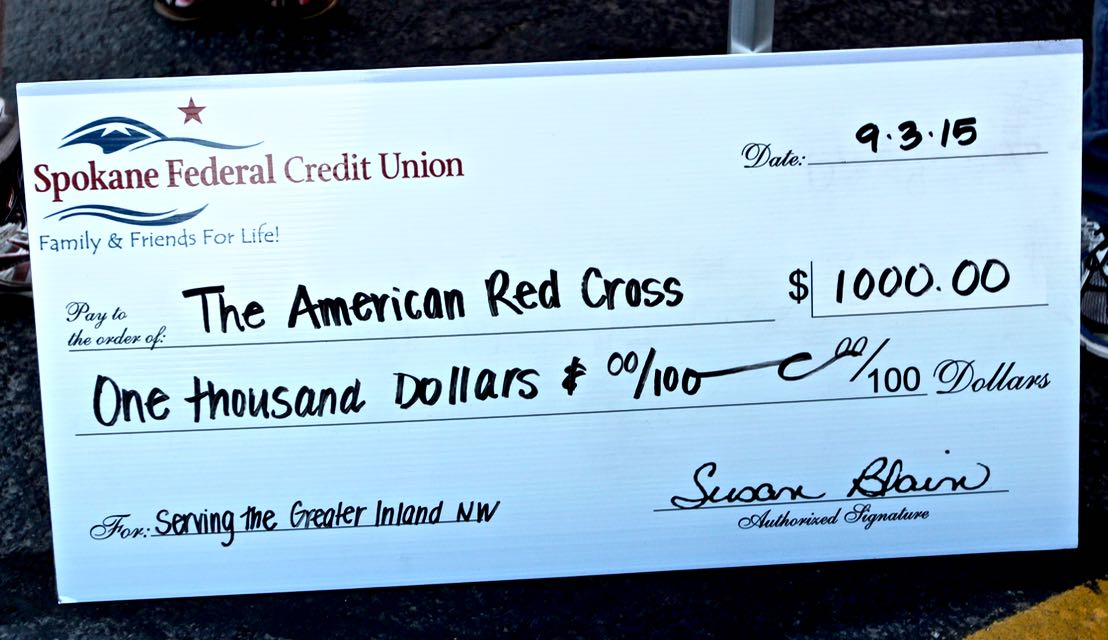 Spokane Federal Credit Union
Family & Friends For Life!
Date: 9.3.15
Pay to
the order of: The American Red Cross $ 1000.00
One thousand Dollars & 00/100 00/100 Dollars
For: Serving the Greater Inland NW
Susan Blain
Authorized Signature